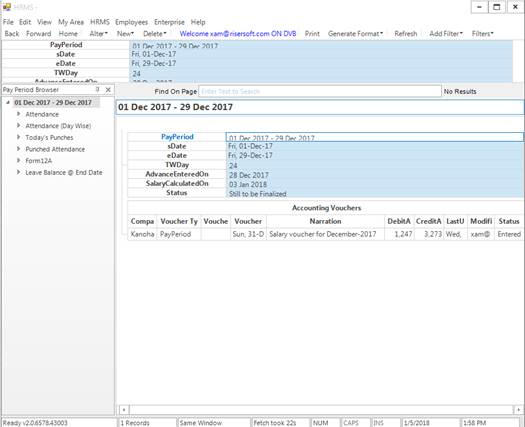 HRMS -
File Edit View My Area HRMS Employees Enterprise Help
Back Forward Home Alter New Delete Welcome xam@risersoft.com ON DVB Print Generate Format Refresh Add Filter Filters
PayPeriod 01 Dec 2017 - 29 Dec 2017
sDate Fri, 01-Dec-17
eDate Fri, 29-Dec-17
TWDay 24
AdvanceEnteredOn 28 Dec 2017
Pay Period Browser
Find On Page Enter Text to Search No Results
01 Dec 2017 - 29 Dec 2017
Attendance
Attendance (Day Wise)
Today's Punches
Punched Attendance
Form12A
Leave Balance @ End Date
01 Dec 2017 - 29 Dec 2017
PayPeriod 01 Dec 2017 - 29 Dec 2017
sDate Fri, 01-Dec-17
eDate Fri, 29-Dec-17
TWDay 24
AdvanceEnteredOn 28 Dec 2017
SalaryCalculatedOn 03 Jan 2018
Status Still to be Finalized
Accounting Vouchers
Compa Voucher Ty Vouche Voucher Narration DebitA CreditA LastU Modifi Status
Kanoha PayPeriod Sun, 31-D Salary voucher for December-2017 1,247 3,273 Wed, xam@ Entered
Ready v2.0.6578.43003 1 Records Same Window Fetch took 22s NUM CAPS INS 1/5/2018 1:58 PM